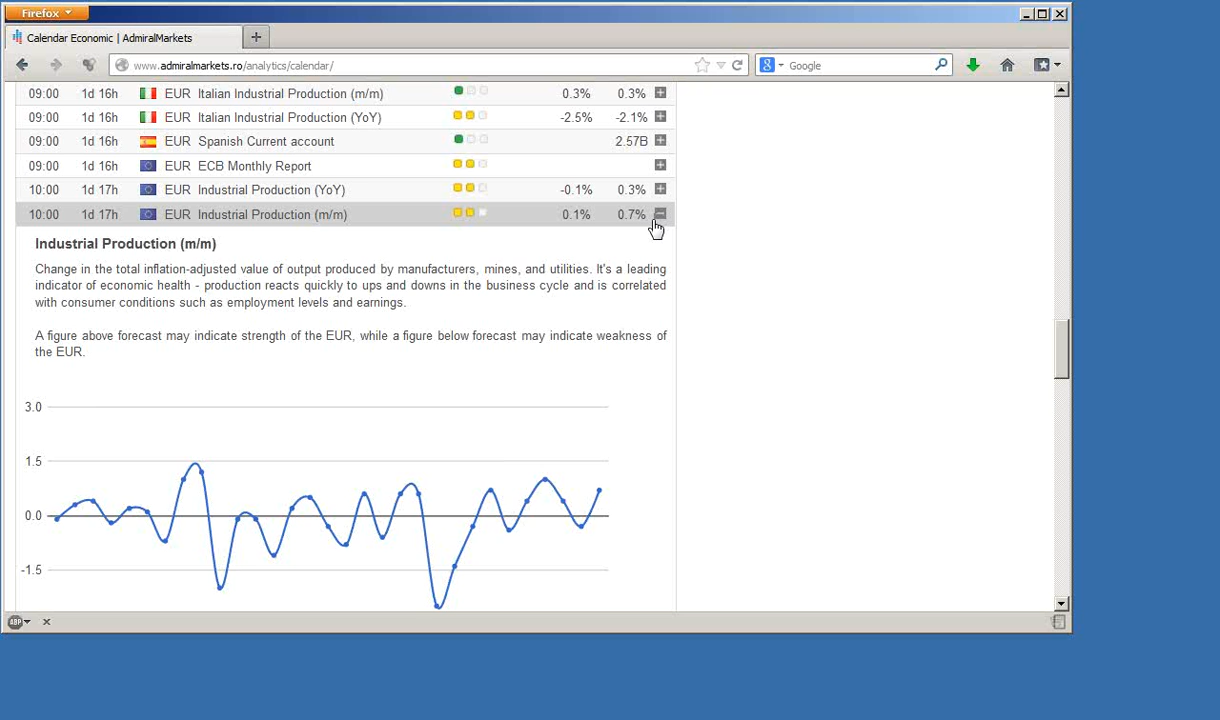 Firefox
Calendar Economic | AdmiralMarkets
www.admiralmarkets.ro/analytics/calendar/
Google
09:00 1d 16h EUR Italian Industrial Production (m/m) 0.3% 0.3%
09:00 1d 16h EUR Italian Industrial Production (YoY) -2.5% -2.1%
09:00 1d 16h EUR Spanish Current account 2.57B
09:00 1d 16h EUR ECB Monthly Report
10:00 1d 17h EUR Industrial Production (YoY) -0.1% 0.3%
10:00 1d 17h EUR Industrial Production (m/m) 0.1% 0.7%
Industrial Production (m/m)
Change in the total inflation-adjusted value of output produced by manufacturers, mines, and utilities. It's a leading
indicator of economic health - production reacts quickly to ups and downs in the business cycle and is correlated
with consumer conditions such as employment levels and earnings.
A figure above forecast may indicate strength of the EUR, while a figure below forecast may indicate weakness of
the EUR.
3.0
1.5
0.0
-1.5
ABP